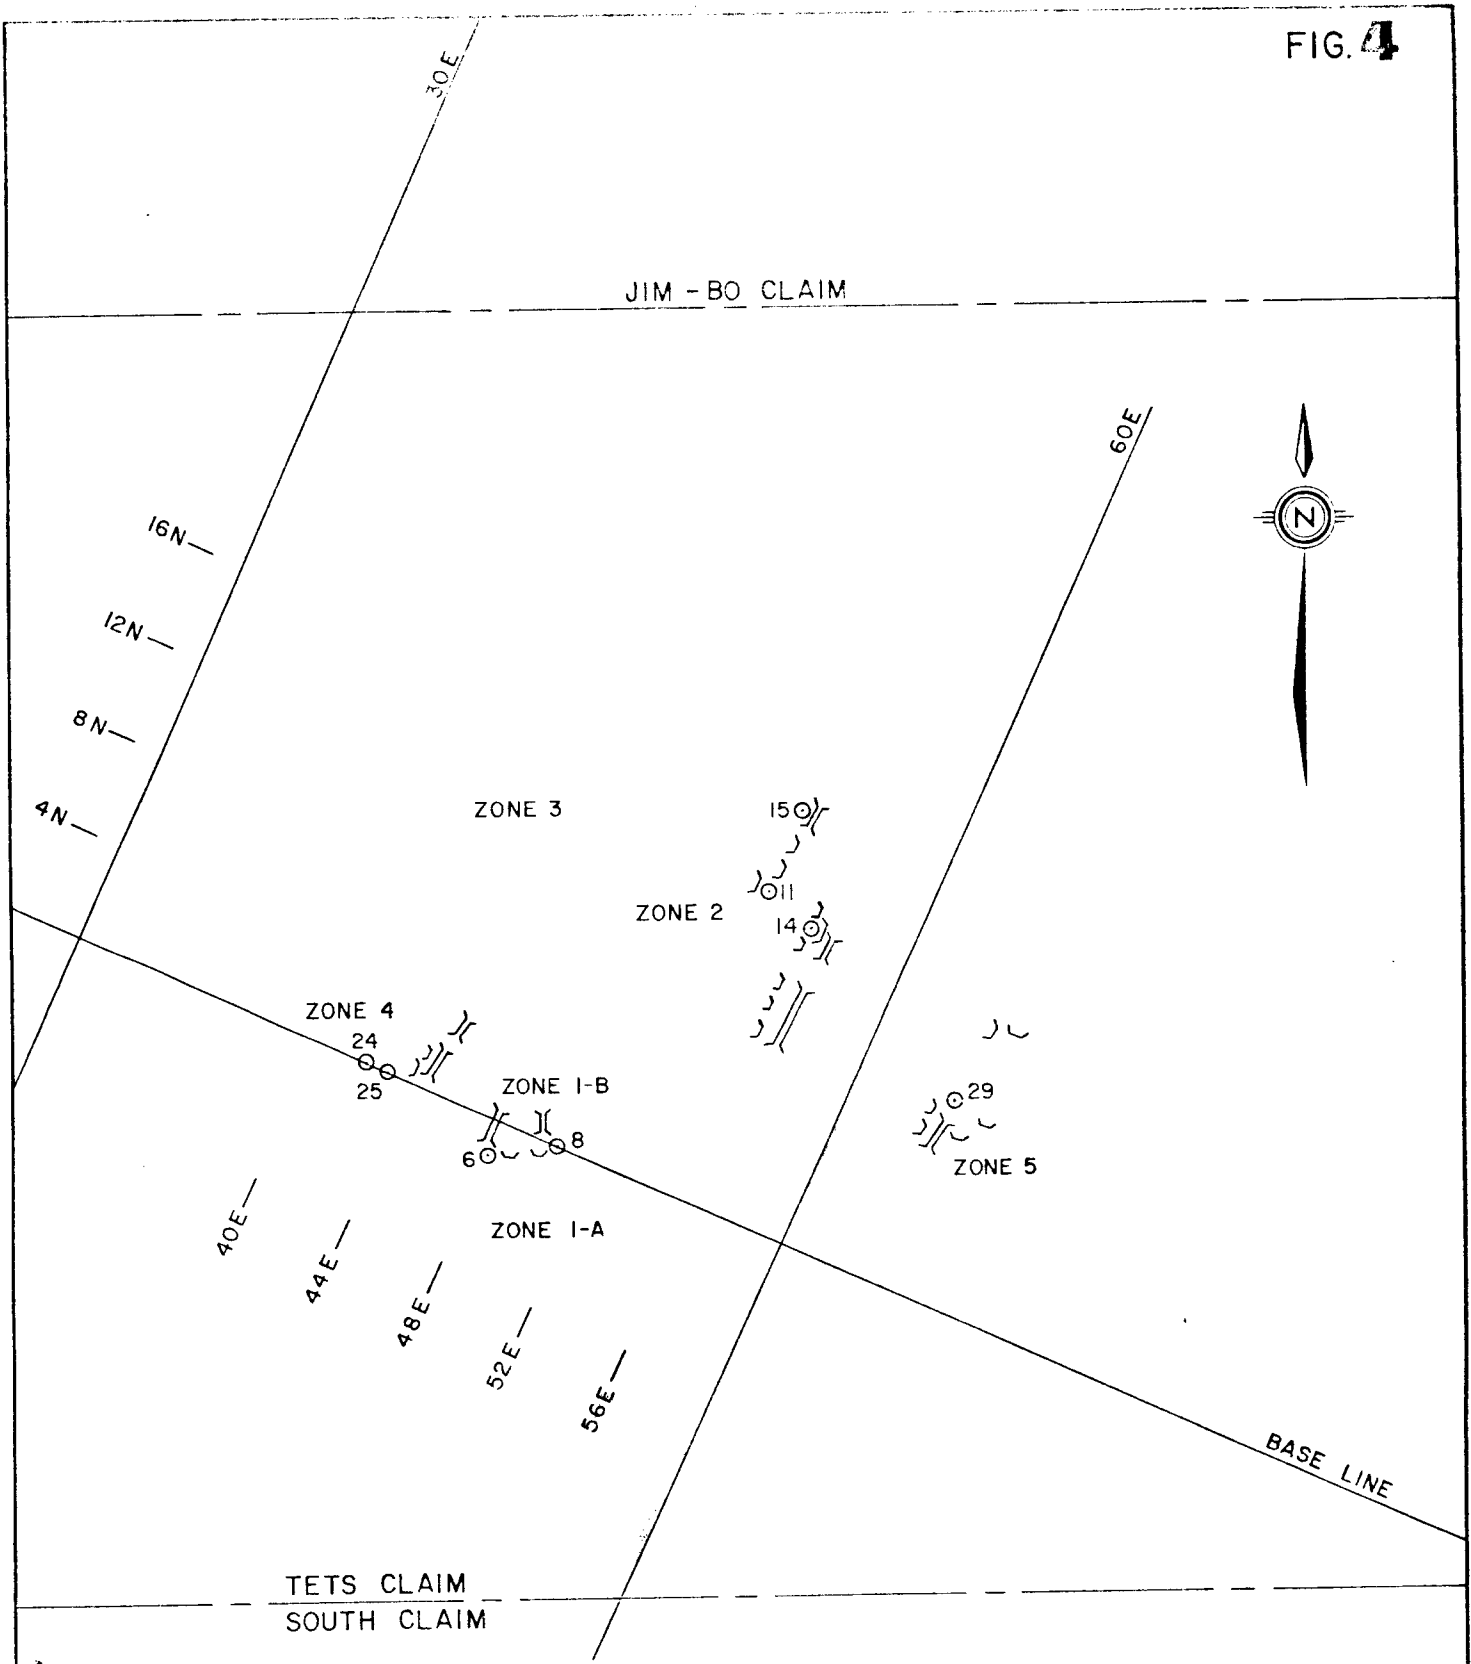 FIG. 4
30E
JIM - BO CLAIM
60E
N
16N
12N
8N
4N
ZONE 3
15
11
ZONE 2
14
ZONE 4
24
25
ZONE 1-B
29
8
6
ZONE 5
40E
ZONE 1-A
44E
48E
52E
56E
BASE LINE
TETS CLAIM
SOUTH CLAIM